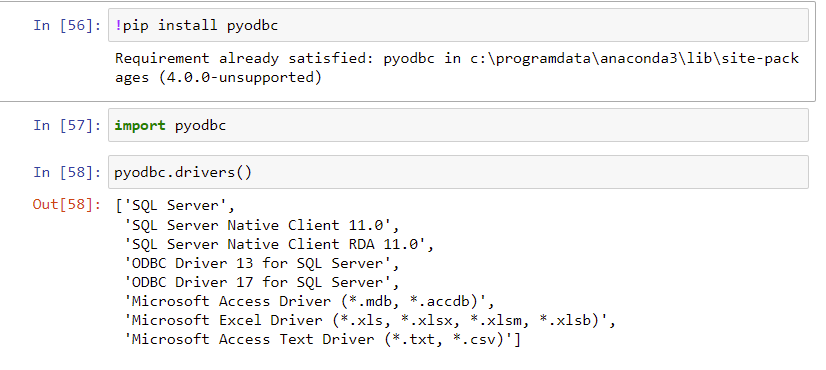 In [56]: !pip install pyodbc
Requirement already satisfied: pyodbc in c:\programdata\anaconda3\lib\site-pack
ages (4.0.0-unsupported)
In [57]: import pyodbc
In [58]: pyodbc.drivers()
Out[58]: ['SQL Server',
'SQL Server Native Client 11.0',
'SQL Server Native Client RDA 11.0',
'ODBC Driver 13 for SQL Server',
'ODBC Driver 17 for SQL Server',
'Microsoft Access Driver (*.mdb, *.accdb)',
'Microsoft Excel Driver (*.xls, *.xlsx, *.xlsm, *.xlsb)',
'Microsoft Access Text Driver (*.txt, *.csv)']